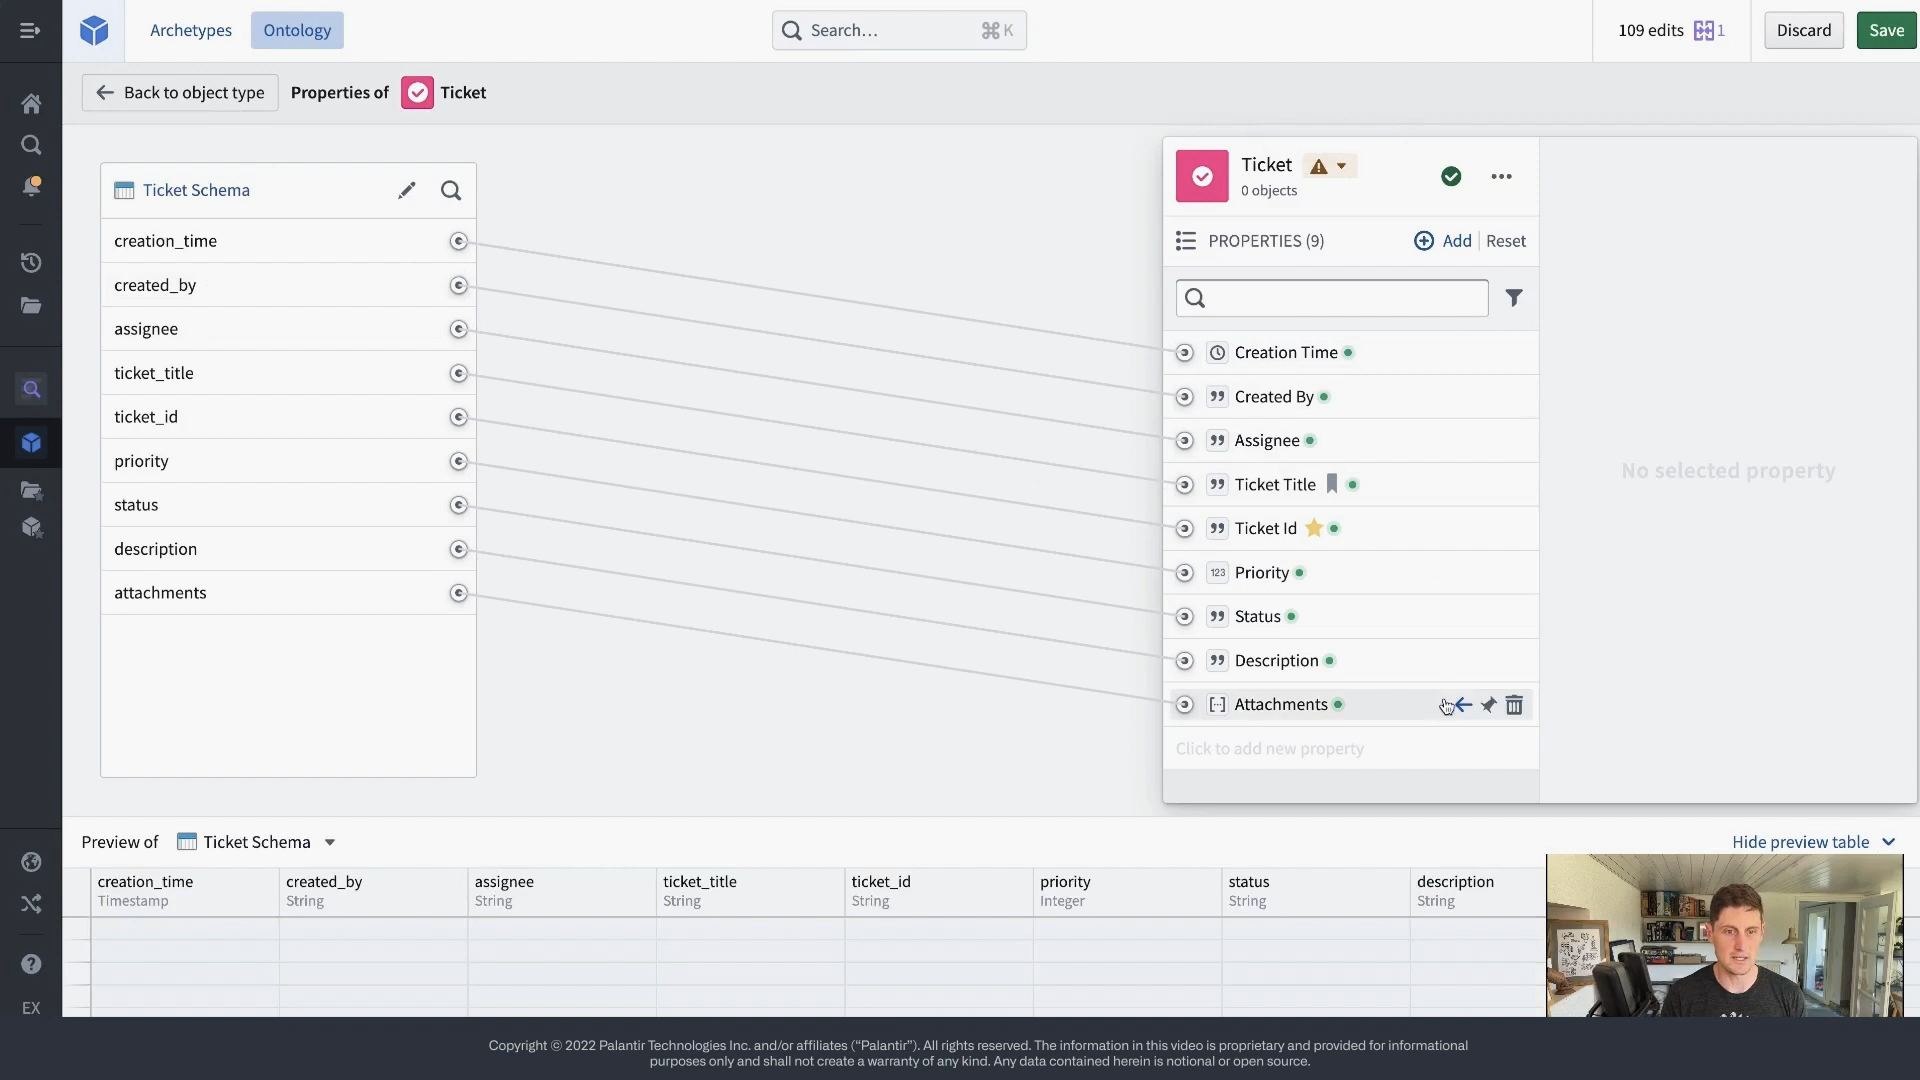 Archetypes
Ontology
Search...
⌘K
109 edits
1
Discard
Save
Back to object type
Properties of
Ticket
Ticket Schema
creation_time
created_by
assignee
ticket_title
ticket_id
priority
status
description
attachments
Ticket
0 objects
PROPERTIES (9)
Add
Reset
Creation Time
Created By
Assignee
Ticket Title
Ticket Id
123
Priority
Status
Description
Attachments
Click to add new property
No selected property
Preview of
Ticket Schema
Hide preview table
creation_time
Timestamp
created_by
String
assignee
String
ticket_title
String
ticket_id
String
priority
Integer
status
String
description
String
EX
Copyright © 2022 Palantir Technologies Inc. and/or affiliates (“Palantir”). All rights reserved. The information in this video is proprietary and provided for informational
purposes only and shall not create a warranty of any kind. Any data contained herein is notional or open source.